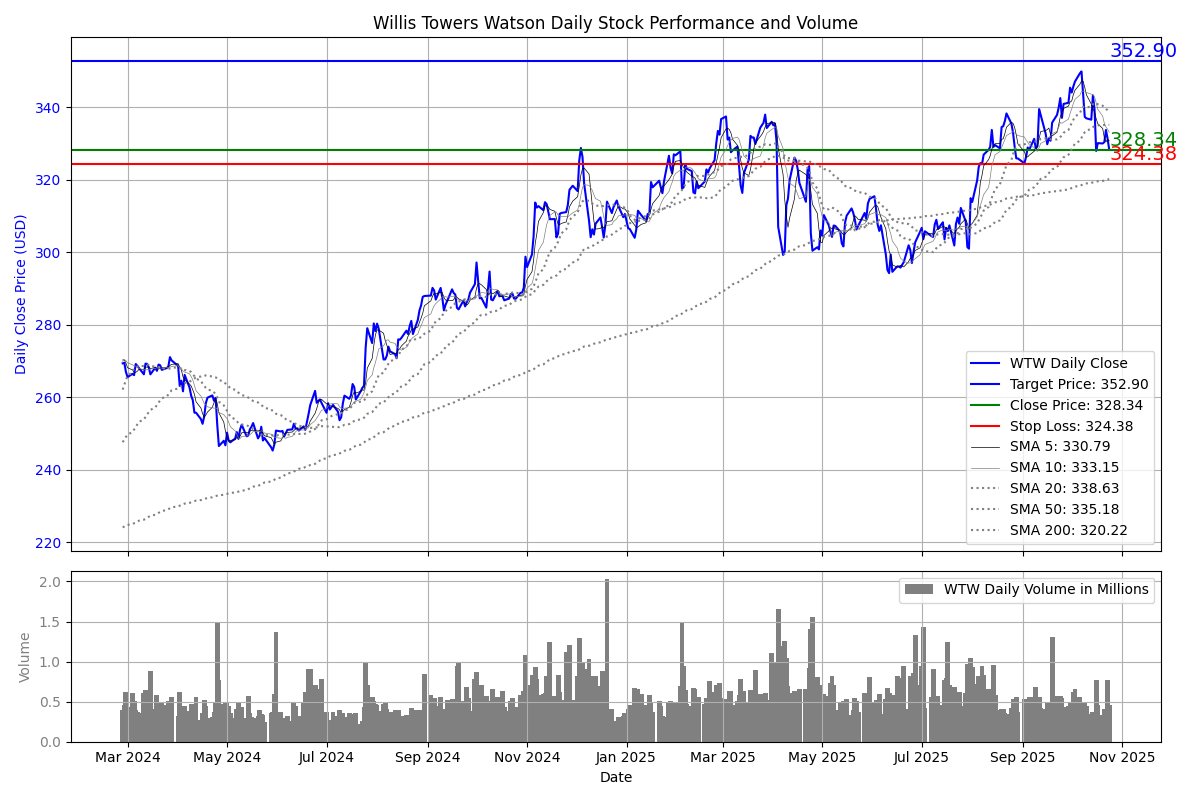 Willis Towers Watson Daily Stock Performance and Volume
352.90
340
328.34
324.38
320
300
280
260
240
220
Daily Close Price (USD)
WTW Daily Close
Target Price: 352.90
Close Price: 328.34
Stop Loss: 324.38
SMA 5: 330.79
SMA 10: 333.15
SMA 20: 338.63
SMA 50: 335.18
SMA 200: 320.22
2.0
1.5
1.0
0.5
0.0
Volume
WTW Daily Volume in Millions
Mar 2024 May 2024 Jul 2024 Sep 2024 Nov 2024 Jan 2025 Mar 2025 May 2025 Jul 2025 Sep 2025 Nov 2025
Date